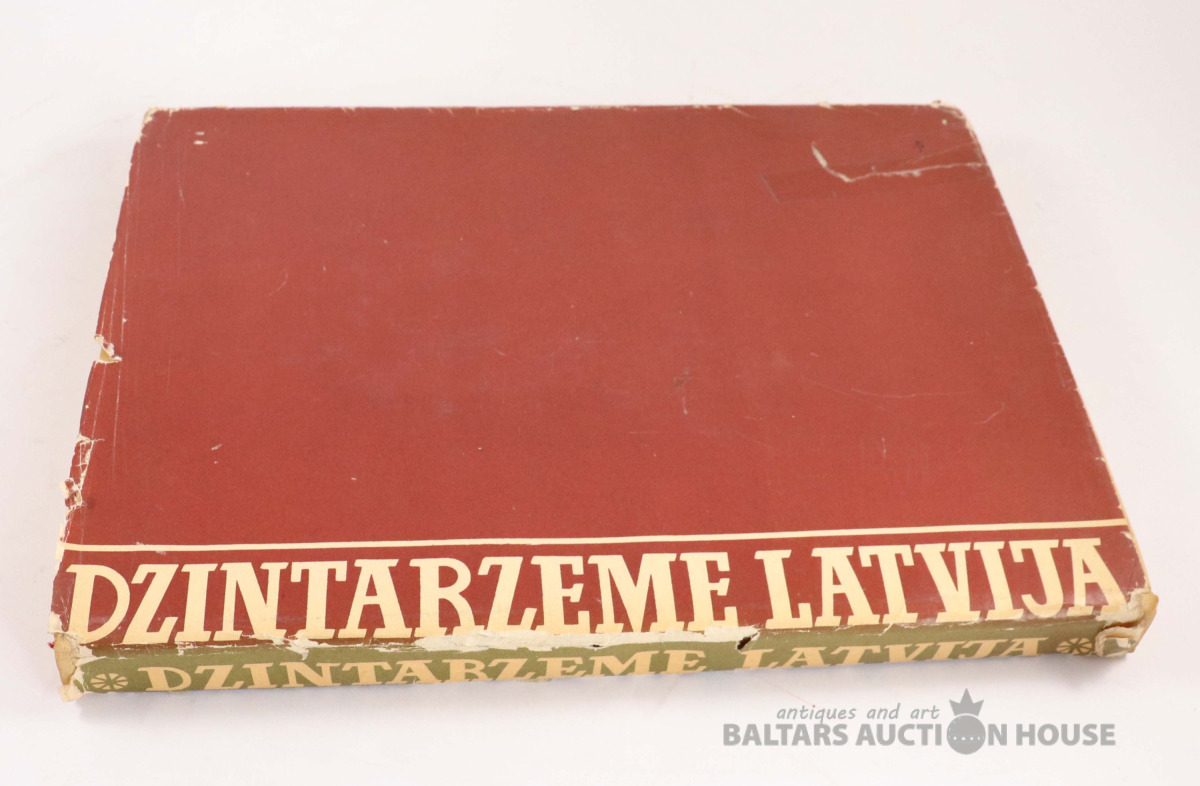 DZINTARZEME LATVIJA
DZINTARZEME LATVIJA
antiques and art
BALTARS AUCTION HOUSE